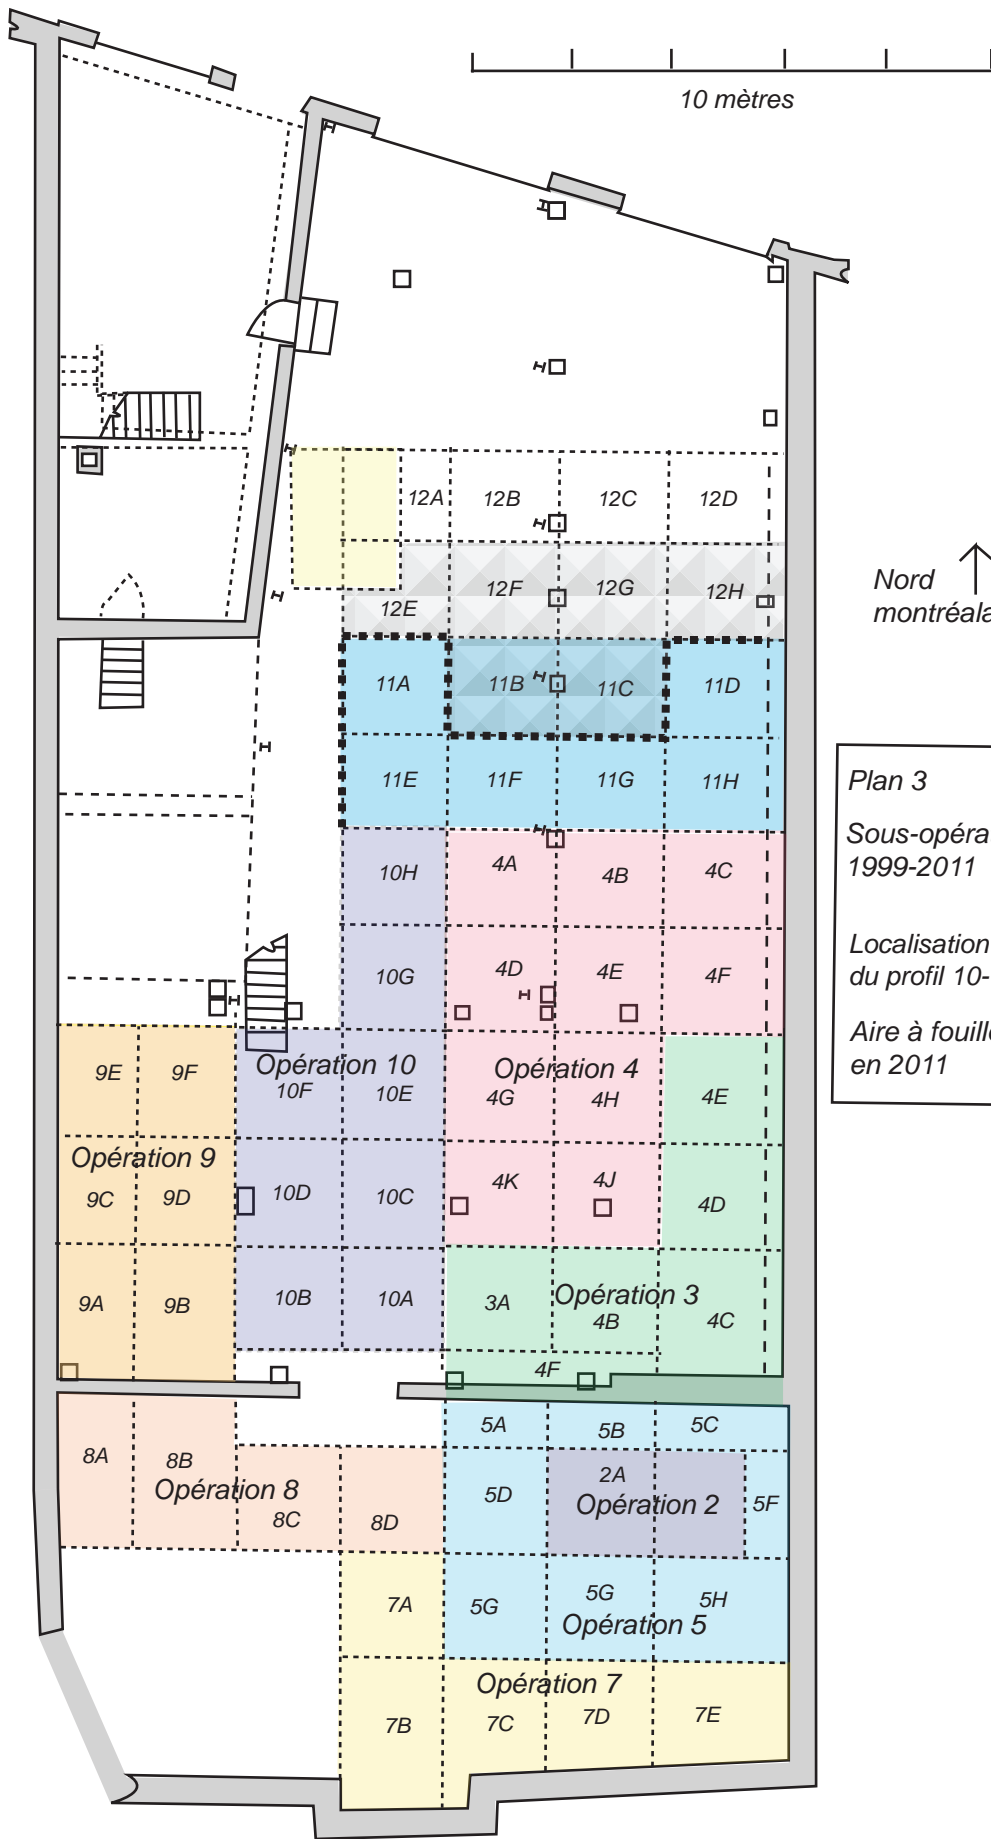 10 mètres
12A 12B 12C 12D
12E 12F 12G 12H
Nord
montréala
11A 11B 11C 11D
11E 11F 11G 11H
Plan 3
Sous-opéra
1999-2011
Localisation
du profil 10-
Aire à fouille
en 2011
10H 4A 4B 4C
10G 4D 4E 4F
Opération 10 Opération 4
9E 9F 10F 10E 4G 4H 4E
Opération 9
9C 9D 10D 10C 4K 4J 4D
Opération 3
9A 9B 10B 10A 3A 4B 4C
4F
5A 5B 5C
8A 8B 5D 2A 5F
Opération 8 Opération 2
8C 8D
7A 5G 5G 5H
Opération 5
Opération 7
7B 7C 7D 7E